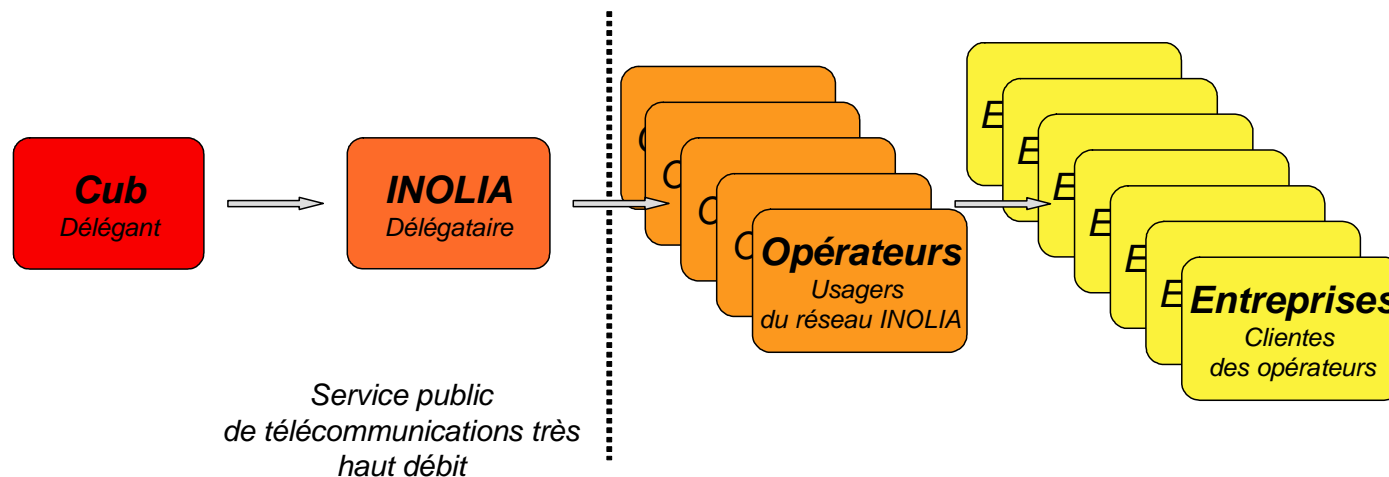 Cub
Délégant
INOLIA
Délégataire
Opérateurs
Usagers
du réseau INOLIA
Entreprises
Clientes
des opérateurs
Service public
de télécommunications très
haut débit